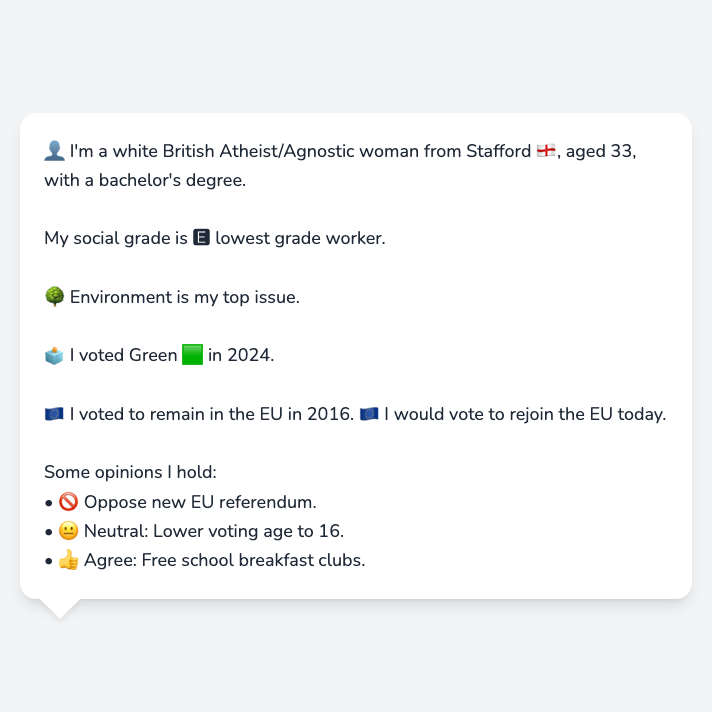 👤 I'm a white British Atheist/Agnostic woman from Stafford 🏴󠁧󠁢󠁥󠁮󠁧󠁿, aged 33,
with a bachelor's degree.
My social grade is 🅴 lowest grade worker.
🌳 Environment is my top issue.
🗳️ I voted Green 🟩 in 2024.
🇪🇺 I voted to remain in the EU in 2016. 🇪🇺 I would vote to rejoin the EU today.
Some opinions I hold:
• 🚫 Oppose new EU referendum.
• 😐 Neutral: Lower voting age to 16.
• 👍 Agree: Free school breakfast clubs.